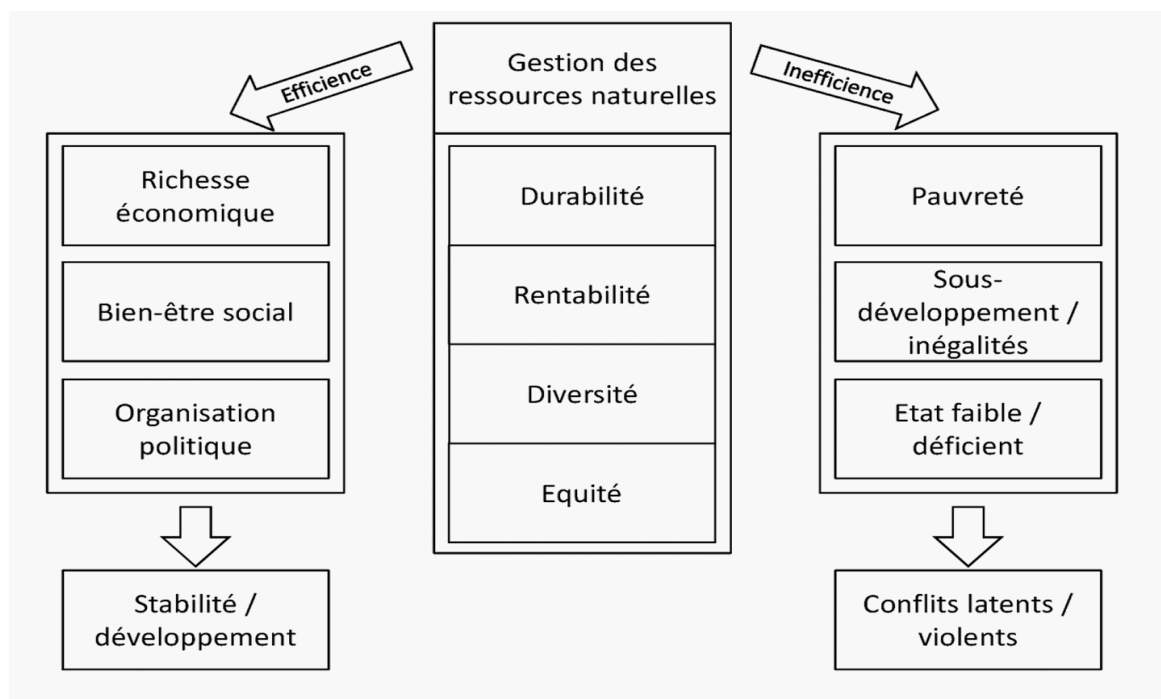 Gestion des
ressources naturelles
Efficience
Inefficience
Richesse
économique
Bien-être social
Organisation
politique
Stabilité /
développement
Durabilité
Rentabilité
Diversité
Equité
Pauvreté
Sous-
développement /
inégalités
Etat faible /
déficient
Conflits latents /
violents